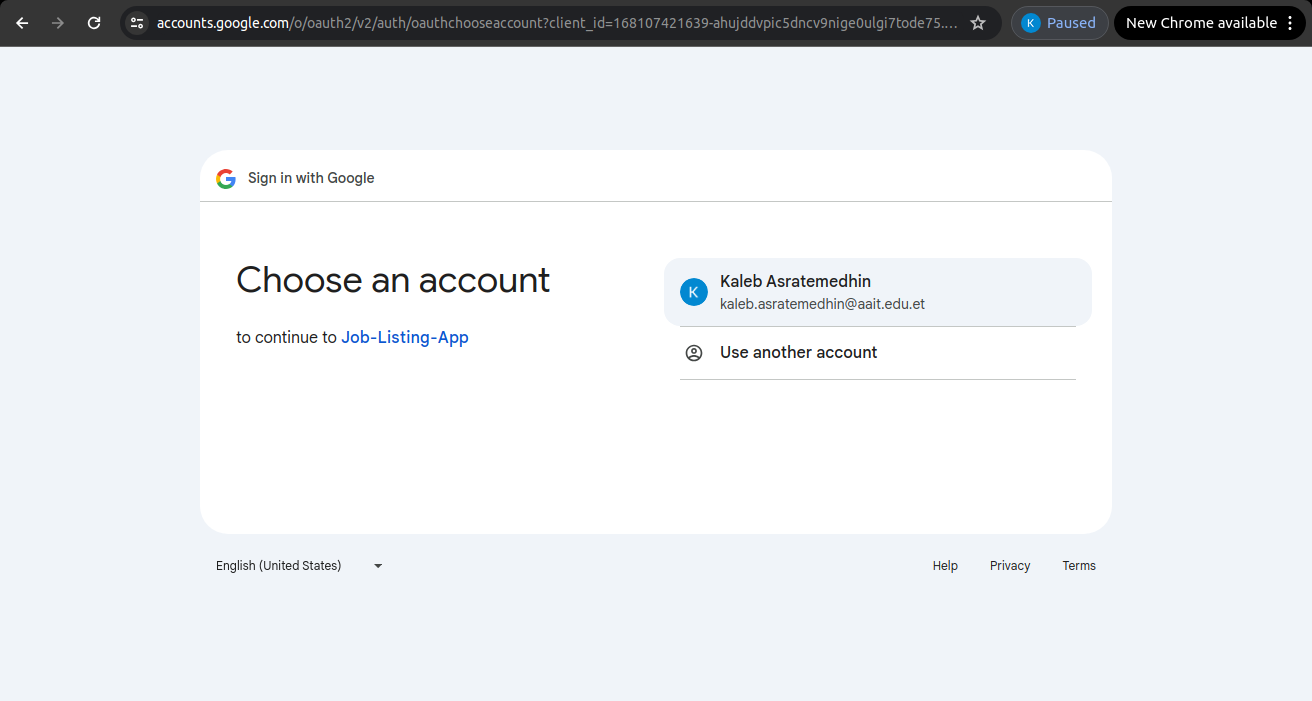 accounts.google.com/o/oauth2/v2/auth/oauthchooseaccount?client_id=168107421639-ahujddvpic5dncv9nige0ulgi7tode75....
K Paused
New Chrome available
Sign in with Google
Choose an account
to continue to Job-Listing-App
K
Kaleb Asratemedhin
kaleb.asratemedhin@aait.edu.et
Use another account
English (United States)
Help Privacy Terms